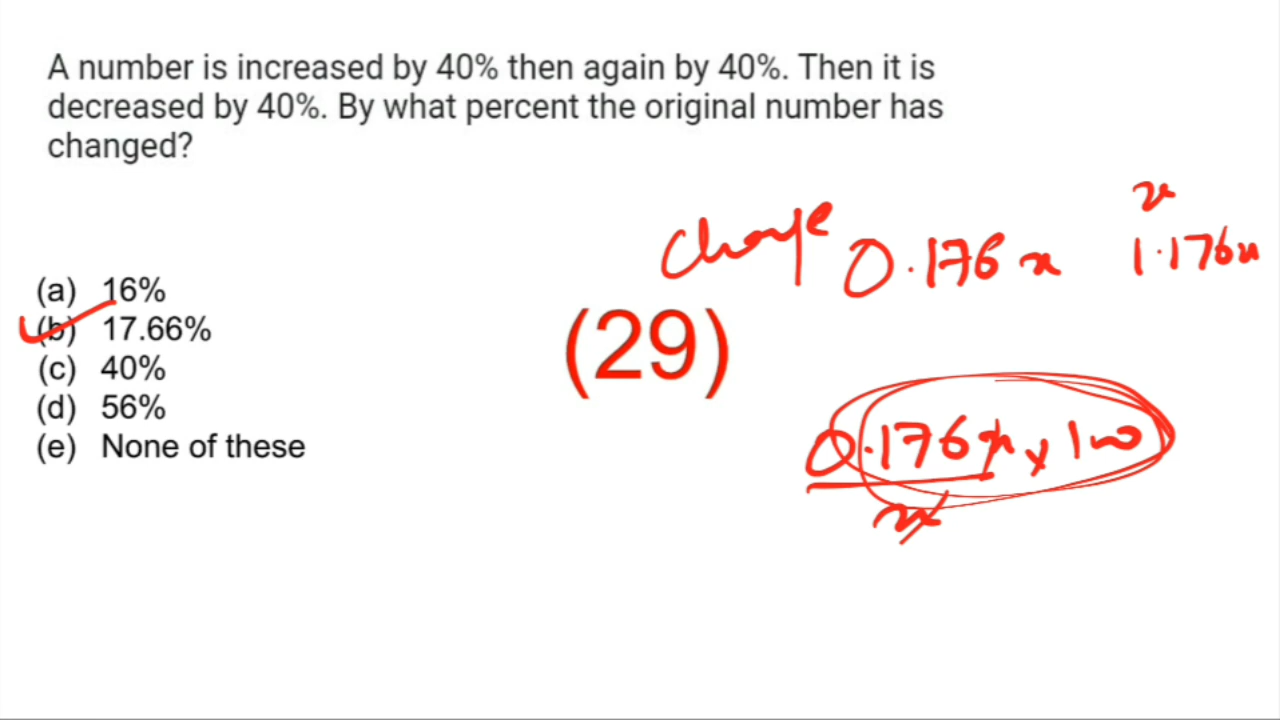 A number is increased by 40% then again by 40%. Then it is
decreased by 40%. By what percent the original number has
changed?
x
change 0.176x 1.176x
(a) 16%
(b) 17.66%
(c) 40%
(d) 56%
(e) None of these
(29)
0.176x × 100
x